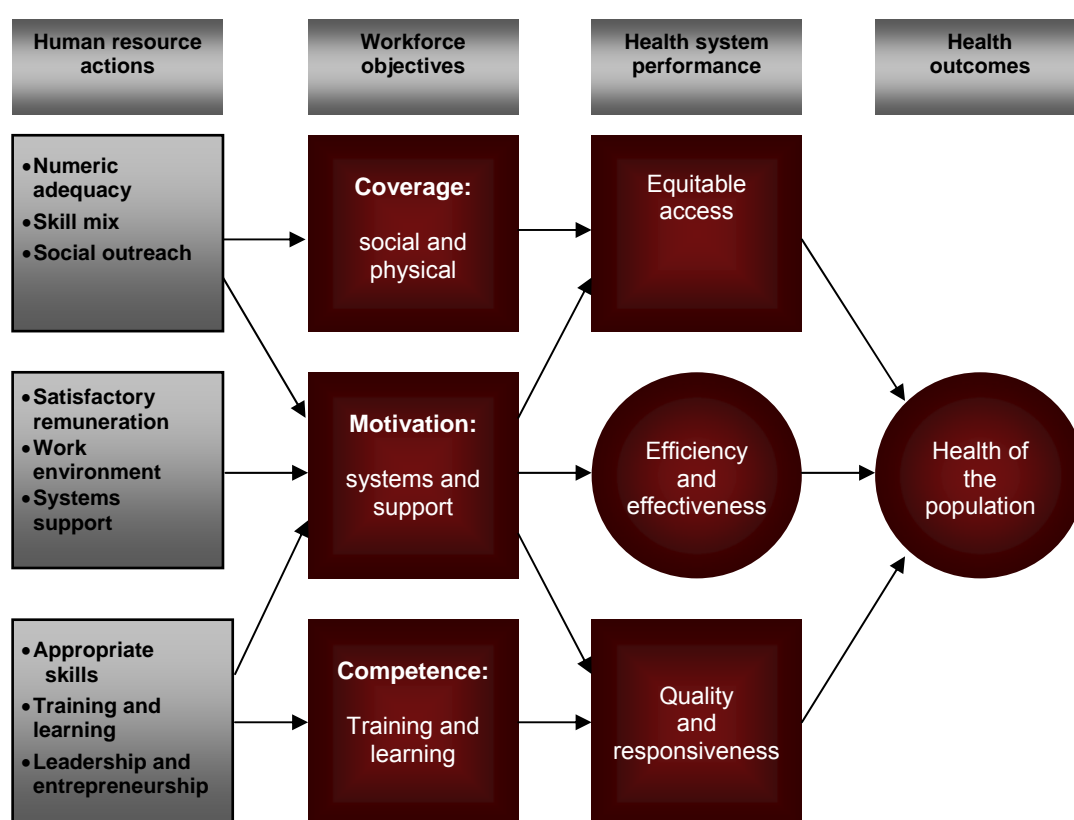 Human resource
actions
Workforce
objectives
Health system
performance
Health
outcomes
•Numeric
adequacy
•Skill mix
•Social outreach
Coverage:
social and
physical
Equitable
access
•Satisfactory
remuneration
•Work
environment
•Systems
support
Motivation:
systems and
support
Efficiency
and
effectiveness
Health of
the
population
•Appropriate
skills
•Training and
learning
•Leadership and
entrepreneurship
Competence:
Training and
learning
Quality
and
responsiveness